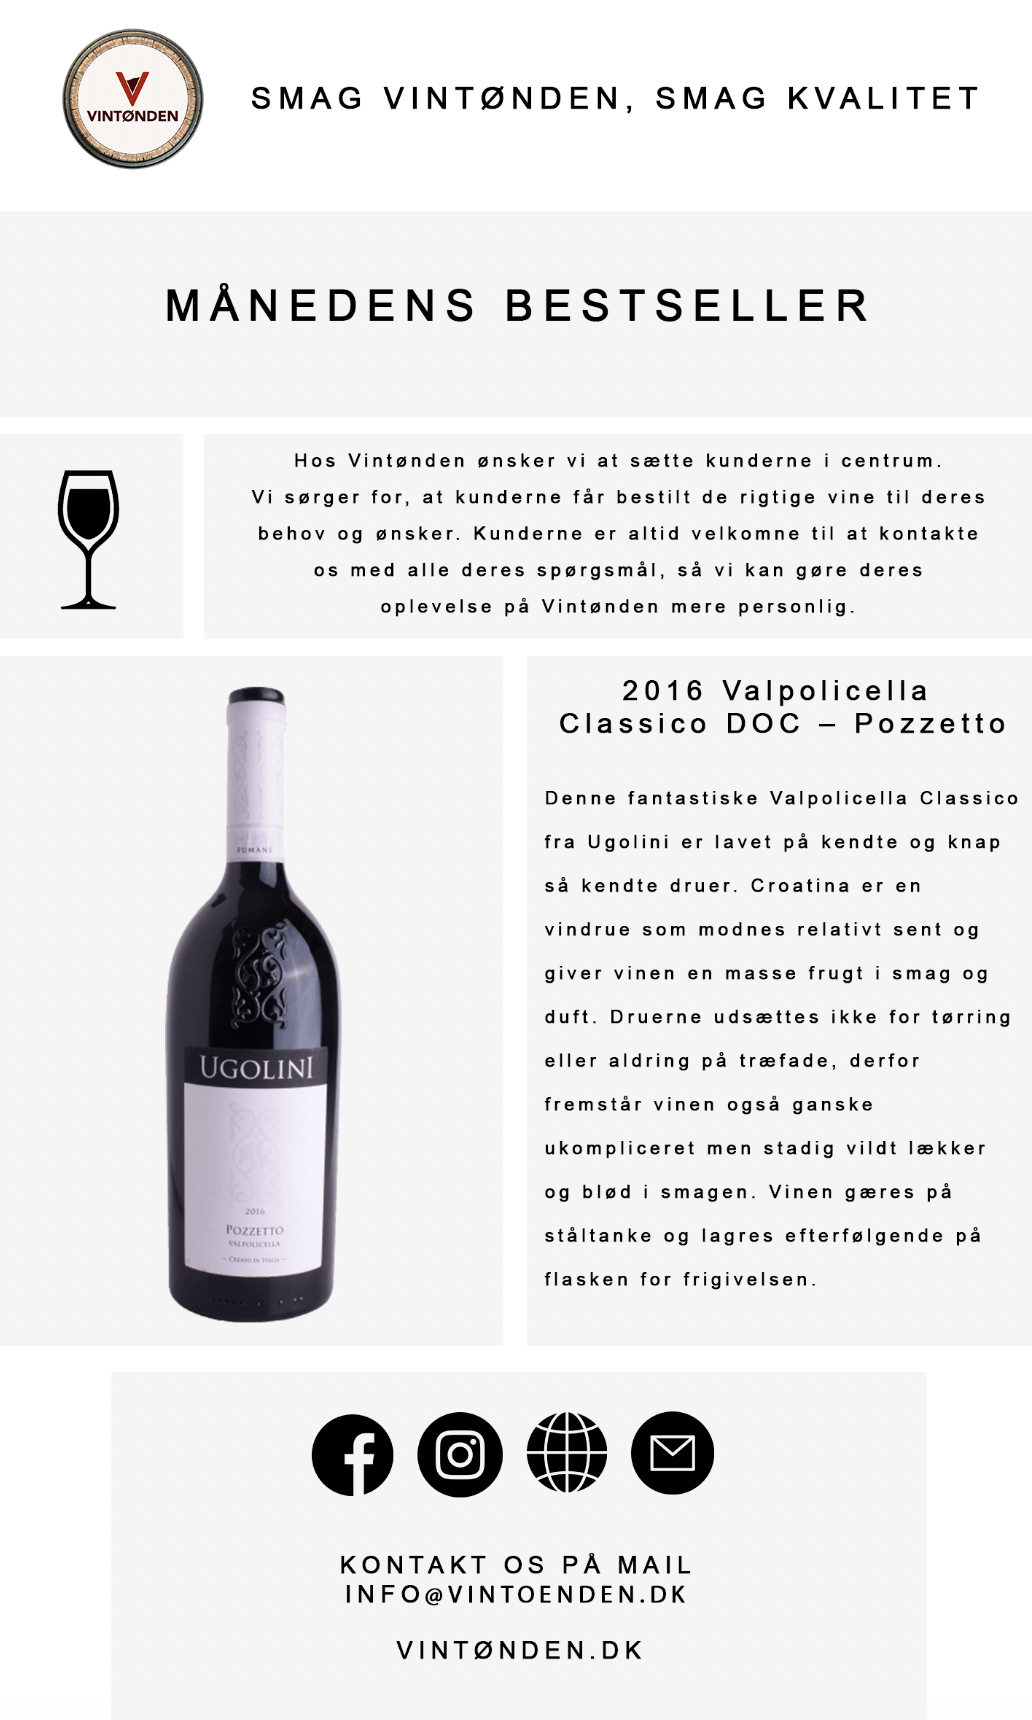 VINTØNDEN
SMAG VINTØNDEN, SMAG KVALITET
MÅNEDENS BESTSELLER
Hos Vintønden ønsker vi at sætte kunderne i centrum.
Vi sørger for, at kunderne får bestilt de rigtige vine til deres
behov og ønsker. Kunderne er altid velkomne til at kontakte
os med alle deres spørgsmål, så vi kan gøre deres
oplevelse på Vintønden mere personlig.
FUMANE
UGOLINI
2016
POZZETTO
VALPOLICELLA
— CREATO IN ITALIA —
2016 Valpolicella
Classico DOC – Pozzetto
Denne fantastiske Valpolicella Classico
fra Ugolini er lavet på kendte og knap
så kendte druer. Croatina er en
vindrue som modnes relativt sent og
giver vinen en masse frugt i smag og
duft. Druerne udsættes ikke for tørring
eller aldring på træfade, derfor
fremstår vinen også ganske
ukompliceret men stadig vildt lækker
og blød i smagen. Vinen gæres på
ståltanke og lagres efterfølgende på
flasken for frigivelsen.
KONTAKT OS PÅ MAIL
INFO@VINTOENDEN.DK
VINTØNDEN.DK